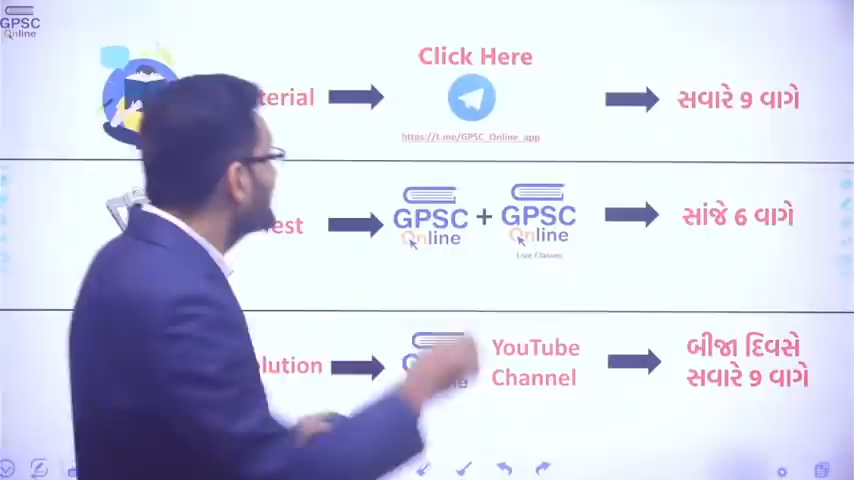 GPSC
Online
Click Here
terial
સવારે 9 વાગે
https://t.me/GPSC_Online_app
GPSC + GPSC
Online Online
Live Classes
est
સાંજે 6 વાગે
lution
YouTube
Channel
બીજા દિવસે
સવારે 9 વાગે